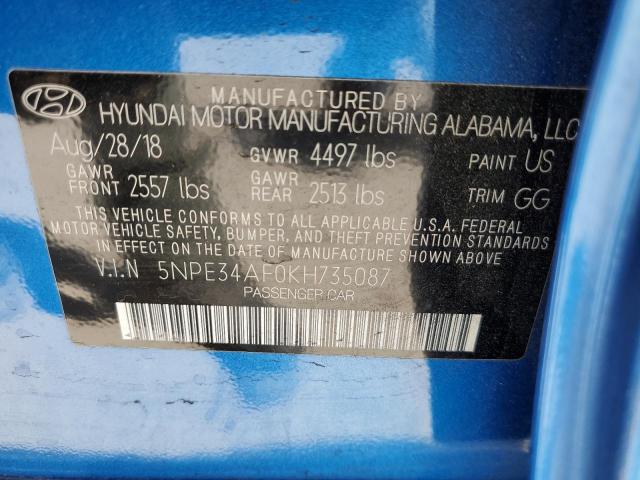 MANUFACTURED BY
HYUNDAI MOTOR MANUFACTURING ALABAMA, LLC
Aug/28/18 GVWR 4497 lbs PAINT US
GAWR FRONT 2557 lbs GAWR REAR 2513 lbs TRIM GG
THIS VEHICLE CONFORMS TO ALL APPLICABLE U.S.A. FEDERAL
MOTOR VEHICLE SAFETY, BUMPER, AND THEFT PREVENTION
STANDARDS IN EFFECT ON THE DATE OF MANUFACTURE SHOWN ABOVE.
V.I.N 5NPE34AF0KH735087
PASSENGER CAR